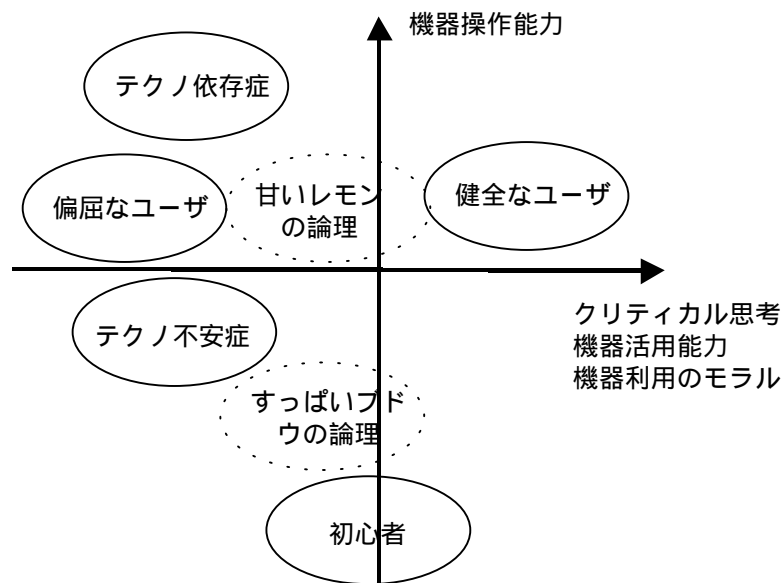 機器操作能力
テクノ依存症
偏屈なユーザ
甘いレモン
の論理
健全なユーザ
クリティカル思考
機器活用能力
機器利用のモラル
テクノ不安症
すっぱいブド
ウの論理
初心者